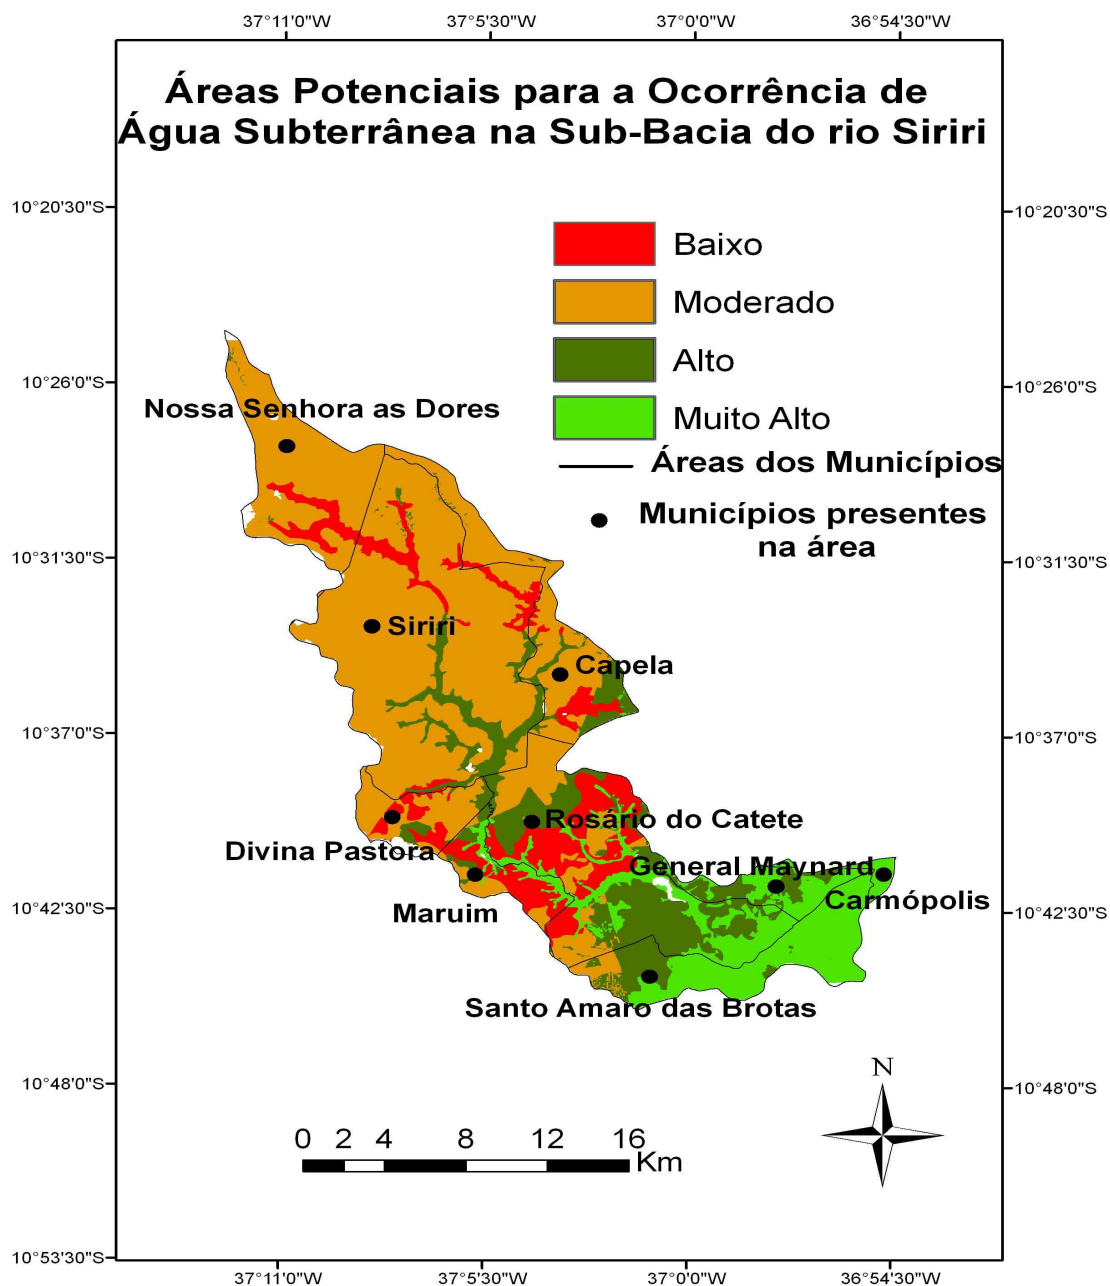 37°11'0"W 37°5'30"W 37°0'0"W 36°54'30"W
Áreas Potenciais para a Ocorrência de
Água Subterrânea na Sub-Bacia do rio Siriri
10°20'30"S 10°20'30"S
Baixo
Moderado
Alto
10°26'0"S 10°26'0"S
Muito Alto
Nossa Senhora as Dores
Áreas dos Municípios
Municípios presentes
na área
10°31'30"S 10°31'30"S
Siriri
Capela
10°37'0"S 10°37'0"S
Rosário do Catete
Divina Pastora
General Maynard
Carmópolis
Maruim
10°42'30"S 10°42'30"S
Santo Amaro das Brotas
N
10°48'0"S 10°48'0"S
0 2 4 8 12 16
Km
10°53'30"S
37°11'0"W 37°5'30"W 37°0'0"W 36°54'30"W